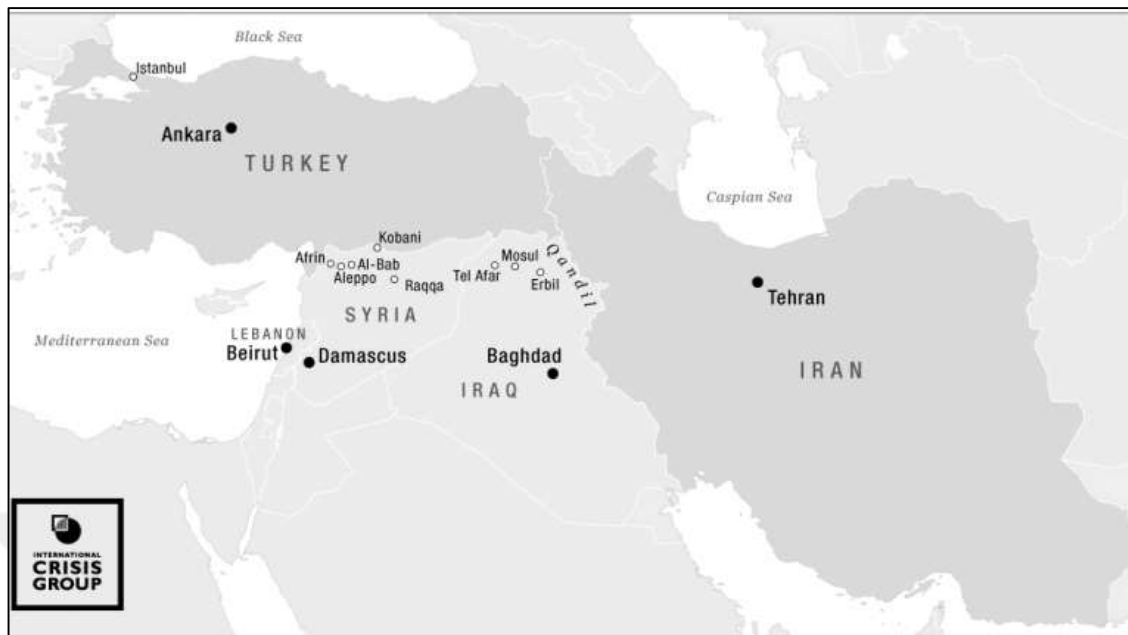 Black Sea
Istanbul
Ankara
TURKEY
Caspian Sea
Kobani
Afrin
Al-Bab
Aleppo
Raqqa
Mosul
Tel Afar
Erbil
Qandil
Tehran
SYRIA
Mediterranean Sea
LEBANON
Beirut
Damascus
Baghdad
IRAQ
IRAN
INTERNATIONAL
CRISIS
GROUP